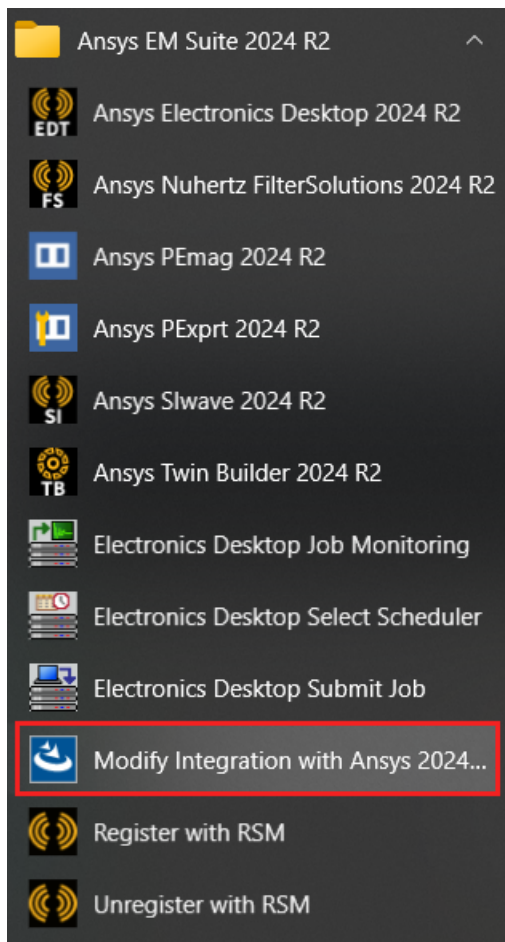 Ansys EM Suite 2024 R2
EDT Ansys Electronics Desktop 2024 R2
FS Ansys Nuhertz FilterSolutions 2024 R2
Ansys PEmag 2024 R2
Ansys PExprt 2024 R2
SI Ansys SIwave 2024 R2
TB Ansys Twin Builder 2024 R2
Electronics Desktop Job Monitoring
Electronics Desktop Select Scheduler
Electronics Desktop Submit Job
Modify Integration with Ansys 2024...
Register with RSM
Unregister with RSM